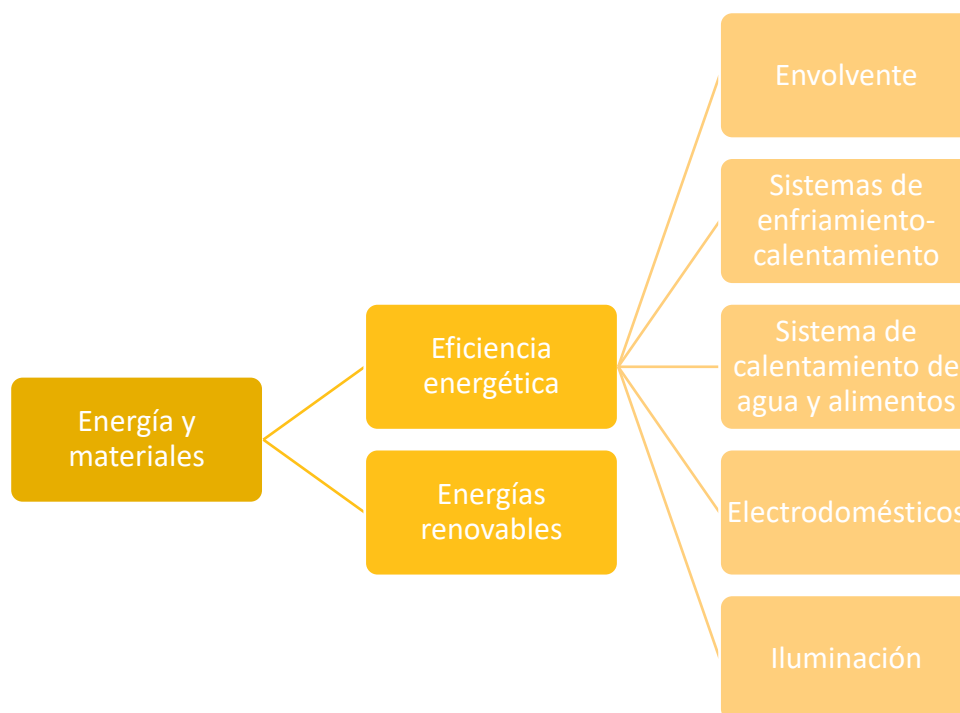 Envolvente
Sistemas de
enfriamiento-
calentamiento
Eficiencia
energética
Sistema de
calentamiento de
agua y alimentos
Energía y
materiales
Energías
renovables
Electrodomésticos
Iluminación